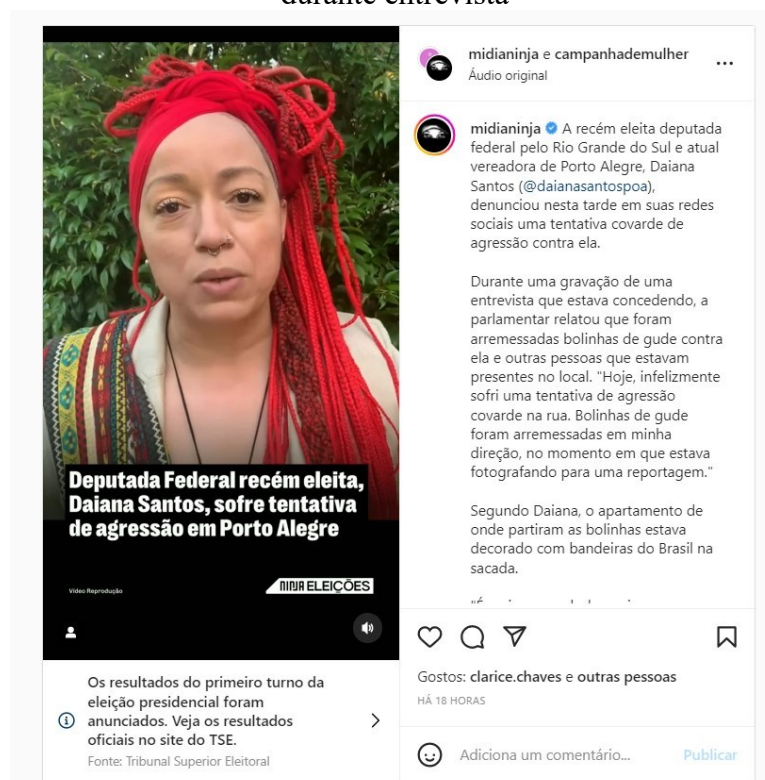 durante entrevista
midianinja e campanhademulher
Áudio original
midianinja A recém eleita deputada
federal pelo Rio Grande do Sul e atual
vereadora de Porto Alegre, Daiana
Santos (@daianasantospoa),
denunciou nesta tarde em suas redes
sociais uma tentativa covarde de
agressão contra ela.
Durante uma gravação de uma
entrevista que estava concedendo, a
parlamentar relatou que foram
arremessadas bolinhas de gude contra
ela e outras pessoas que estavam
presentes no local. "Hoje, infelizmente
sofri uma tentativa de agressão
covarde na rua. Bolinhas de gude
foram arremessadas em minha
direção, no momento em que estava
fotografando para uma reportagem."
Segundo Daiana, o apartamento de
onde partiram as bolinhas estava
decorado com bandeiras do Brasil na
sacada.
Deputada Federal recém eleita,
Daiana Santos, sofre tentativa
de agressão em Porto Alegre
Vídeo Reprodução
NINJA ELEIÇÕES
Os resultados do primeiro turno da
eleição presidencial foram
anunciados. Veja os resultados
oficiais no site do TSE.
Fonte: Tribunal Superior Eleitoral
Gostos: clarice.chaves e outras pessoas
HÁ 18 HORAS
Adiciona um comentário...
Publicar